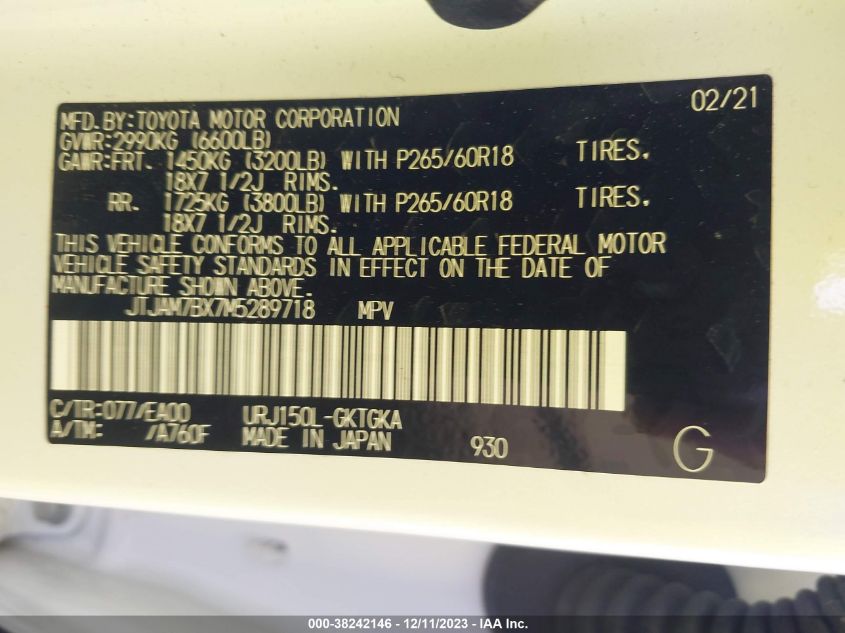 MFD.BY:TOYOTA MOTOR CORPORATION 02/21
GVWR:2990KG (6600LB)
GAWR:FRT. 1450KG (3200LB) WITH P265/60R18 TIRES.
18X7 1/2J RIMS.
RR. 1725KG (3800LB) WITH P265/60R18 TIRES.
18X7 1/2J RIMS.
THIS VEHICLE CONFORMS TO ALL APPLICABLE FEDERAL MOTOR
VEHICLE SAFETY STANDARDS IN EFFECT ON THE DATE OF
MANUFACTURE SHOWN ABOVE.
JTJAM7BX7M5289718 MPV
C/TR:077/EA00 URJ150L-GKTGKA
A/TM: /A760F MADE IN JAPAN 930 G
000-38242146 - 12/11/2023 - IAA Inc.